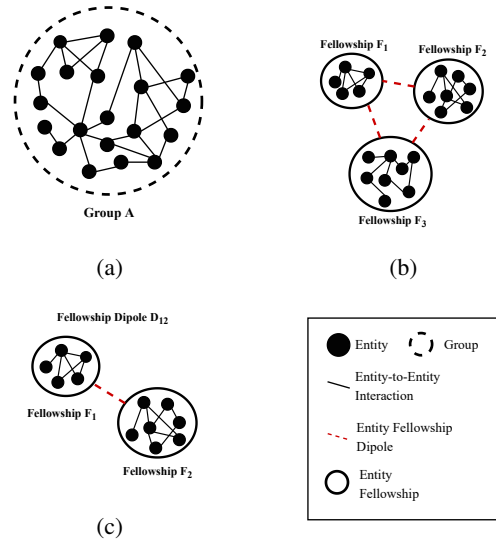 Group A
(a)
Fellowship F1
Fellowship F2
Fellowship F3
(b)
Fellowship Dipole D12
Fellowship F1
Fellowship F2
(c)
Entity
Group
Entity-to-Entity
Interaction
Entity Fellowship
Dipole
Entity
Fellowship